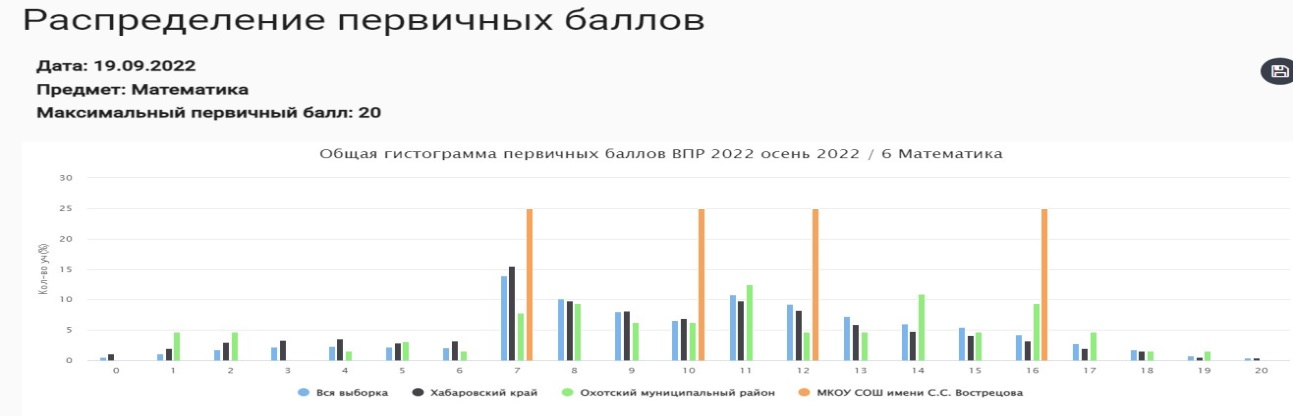 Распределение первичных баллов
Дата: 19.09.2022
Предмет: Математика
Максимальный первичный балл: 20
Общая гистограмма первичных баллов ВПР 2022 осень 2022 / 6 Математика
30
25
20
15
10
5
0
Кол-во уч(%)
0 1 2 3 4 5 6 7 8 9 10 11 12 13 14 15 16 17 18 19 20
Вся выборка Хабаровский край Охотский муниципальный район МКОУ СОШ имени С.С. Вострецова